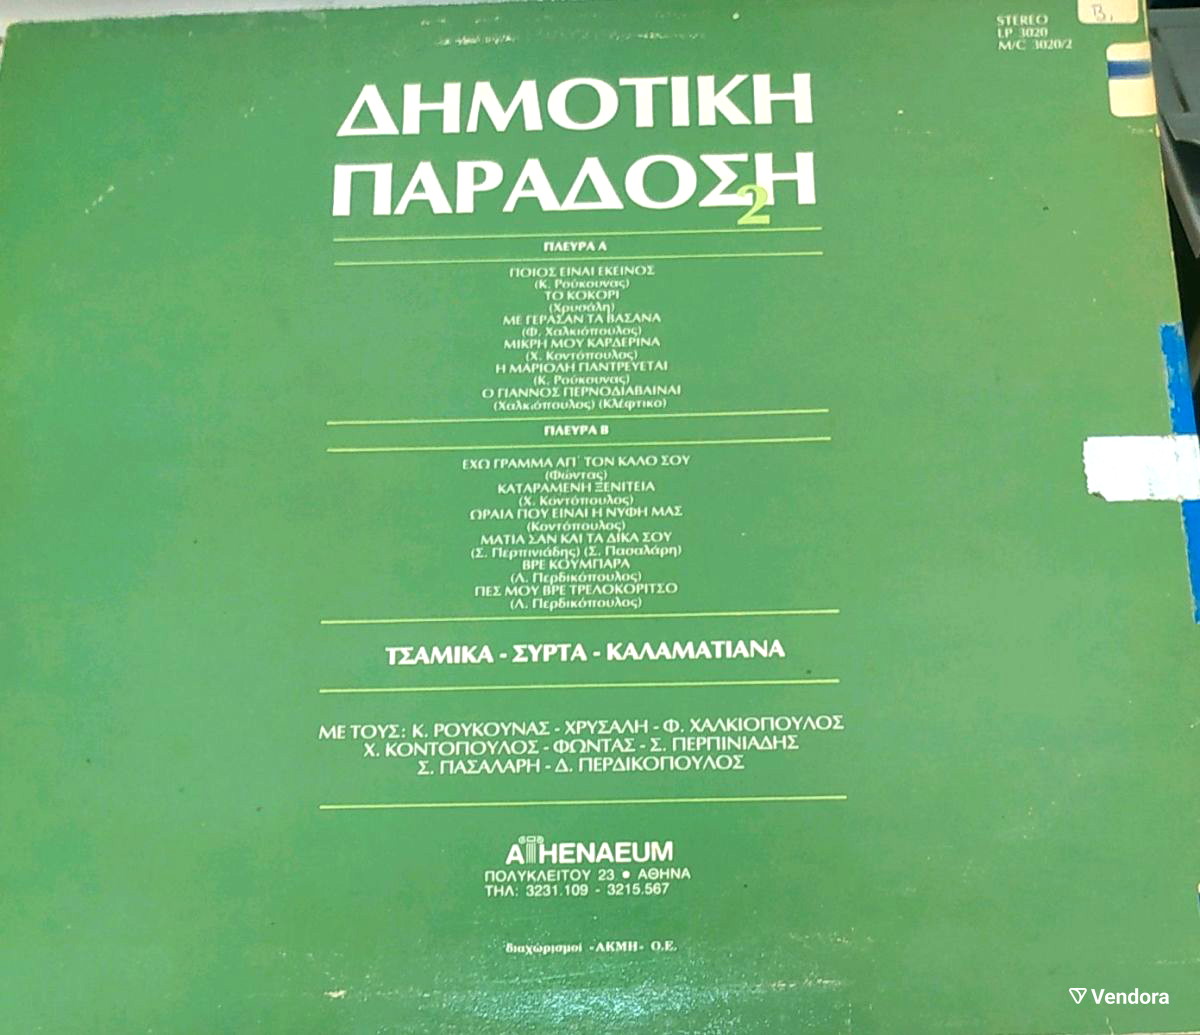 B.
STEREO
LP 3020
M/C 3020/2
ΔΗΜΟΤΙΚΗ
ΠΑΡΑΔΟΣΗ
2
ΠΛΕΥΡΑ Α
ΠΟΙΟΣ ΕΙΝΑΙ ΕΚΕΙΝΟΣ
(Κ. Ρούκουνας)
ΤΟ ΚΟΚΟΡΙ
(Χρυσάλη)
ΜΕ ΓΕΡΑΣΑΝ ΤΑ ΒΑΣΑΝΑ
(Φ. Χαλκιόπουλος)
ΜΙΚΡΗ ΜΟΥ ΚΑΡΔΕΡΙΝΑ
(Χ. Κοντόπουλος)
Η ΜΑΡΙΟΛΗ ΠΑΝΤΡΕΥΕΤΑΙ
(Κ. Ρούκουνας)
Ο ΓΙΑΝΝΟΣ ΠΕΡΝΟΔΙΑΒΑΙΝΑΙ
(Χαλκιόπουλος) (Κλέφτικο)
ΠΛΕΥΡΑ Β
ΕΧΩ ΓΡΑΜΜΑ ΑΠ' ΤΟΝ ΚΑΛΟ ΣΟΥ
(Φώντας)
ΚΑΤΑΡΑΜΕΝΗ ΞΕΝΙΤΕΙΑ
(Χ. Κοντόπουλος)
ΩΡΑΙΑ ΠΟΥ ΕΙΝΑΙ Η ΝΥΦΗ ΜΑΣ
(Κοντόπουλος)
ΜΑΤΙΑ ΣΑΝ ΚΑΙ ΤΑ ΔΙΚΑ ΣΟΥ
(Σ. Περπινιάδης) (Σ. Πασαλάρη)
ΒΡΕ ΚΟΥΜΠΑΡΑ
(Λ. Περδικόπουλος)
ΠΕΣ ΜΟΥ ΒΡΕ ΤΡΕΛΟΚΟΡΙΤΣΟ
(Λ. Περδικόπουλος)
ΤΣΑΜΙΚΑ - ΣΥΡΤΑ - ΚΑΛΑΜΑΤΙΑΝΑ
ΜΕ ΤΟΥΣ: Κ. ΡΟΥΚΟΥΝΑΣ - ΧΡΥΣΑΛΗ - Φ. ΧΑΛΚΙΟΠΟΥΛΟΣ
Χ. ΚΟΝΤΟΠΟΥΛΟΣ - ΦΩΝΤΑΣ - Σ. ΠΕΡΠΙΝΙΑΔΗΣ
Σ. ΠΑΣΑΛΑΡΗ - Δ. ΠΕΡΔΙΚΟΠΟΥΛΟΣ
ATHENAEUM
ΠΟΛΥΚΛΕΙΤΟΥ 23 • ΑΘΗΝΑ
ΤΗΛ: 3231.109 - 3215.567
διαχωρισμοί «ΑΚΜΗ» Ο.Ε.
Vendora